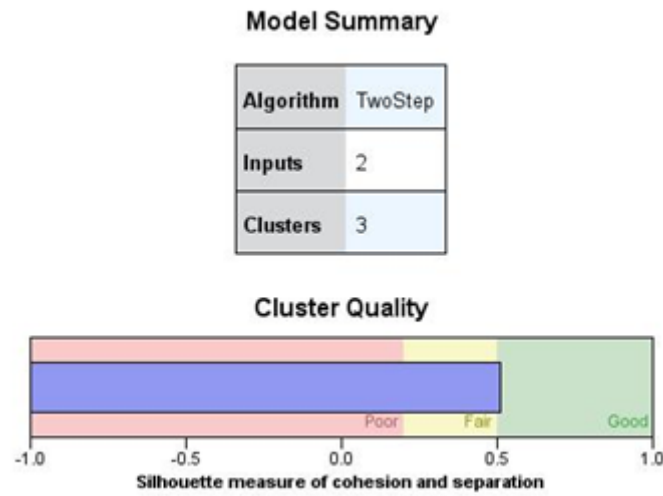 Model Summary
Algorithm TwoStep
Inputs 2
Clusters 3
Cluster Quality
Poor Fair Good
-1.0 -0.5 0.0 0.5 1.0
Silhouette measure of cohesion and separation